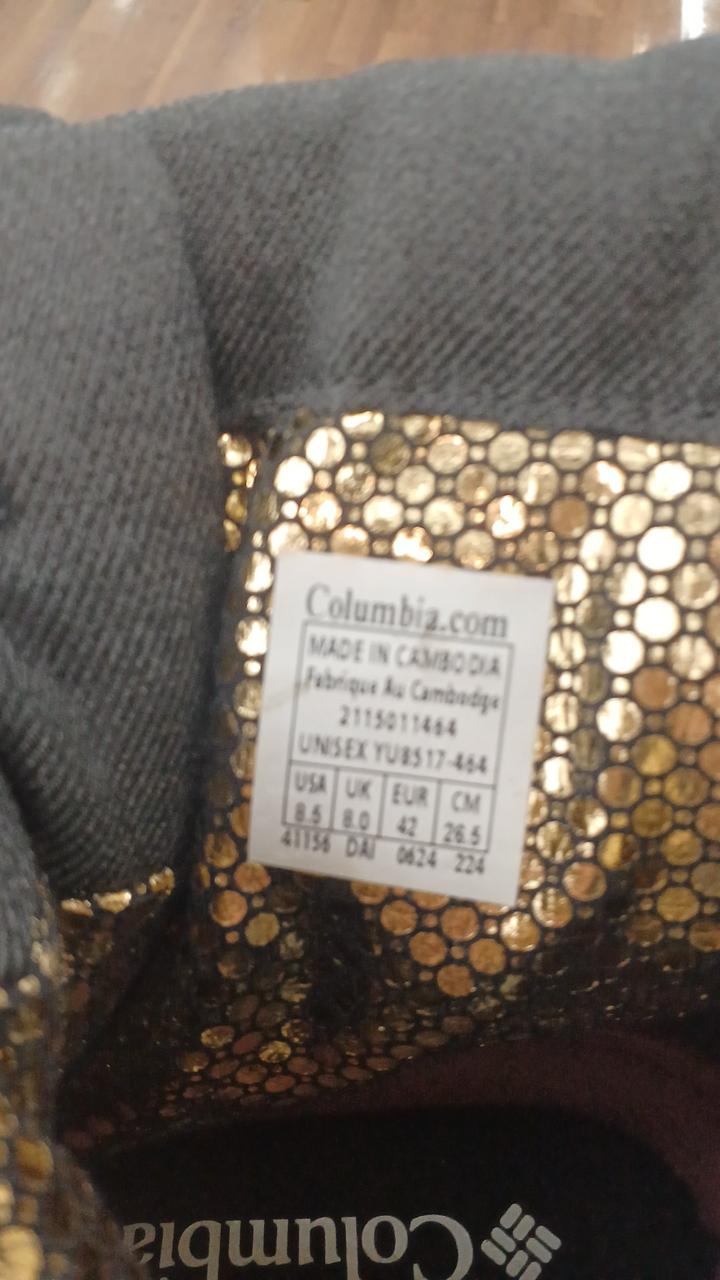 Columbia.com
MADE IN CAMBODIA
Fabrique Au Cambodge
2115011464
UNISEX YU8517-464
USA UK EUR CM
8.5 8.0 42 26.5
41156 DAI 0624 224
Columbia